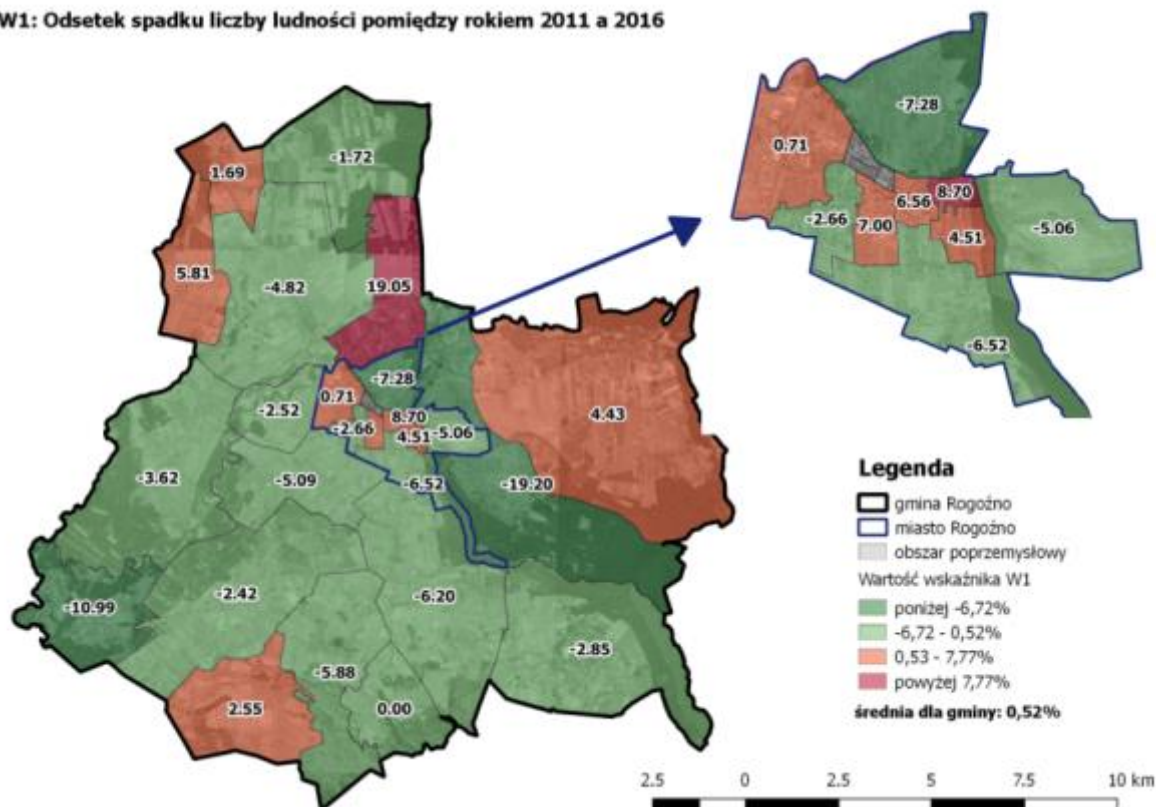 W1: Odsetek spadku liczby ludności pomiędzy rokiem 2011 a 2016
-7.28
0.71
8.70
6.56
-2.66
7.00
4.51
-5.06
-6.52
-1.72
1.69
5.81
-4.82
19.05
-7.28
0.71
4.43
-2.52
8.70
-2.66
4.51
-5.06
-3.62
-5.09
-6.52
-19.20
-10.99
-2.42
-6.20
-2.85
-5.88
2.55
0.00
Legenda
gmina Rogoźno
miasto Rogoźno
obszar poprzemysłowy
Wartość wskaźnika W1
poniżej -6,72%
-6,72 - 0,52%
0,53 - 7,77%
powyżej 7,77%
średnia dla gminy: 0,52%
2.5 0 2.5 5 7.5 10 km